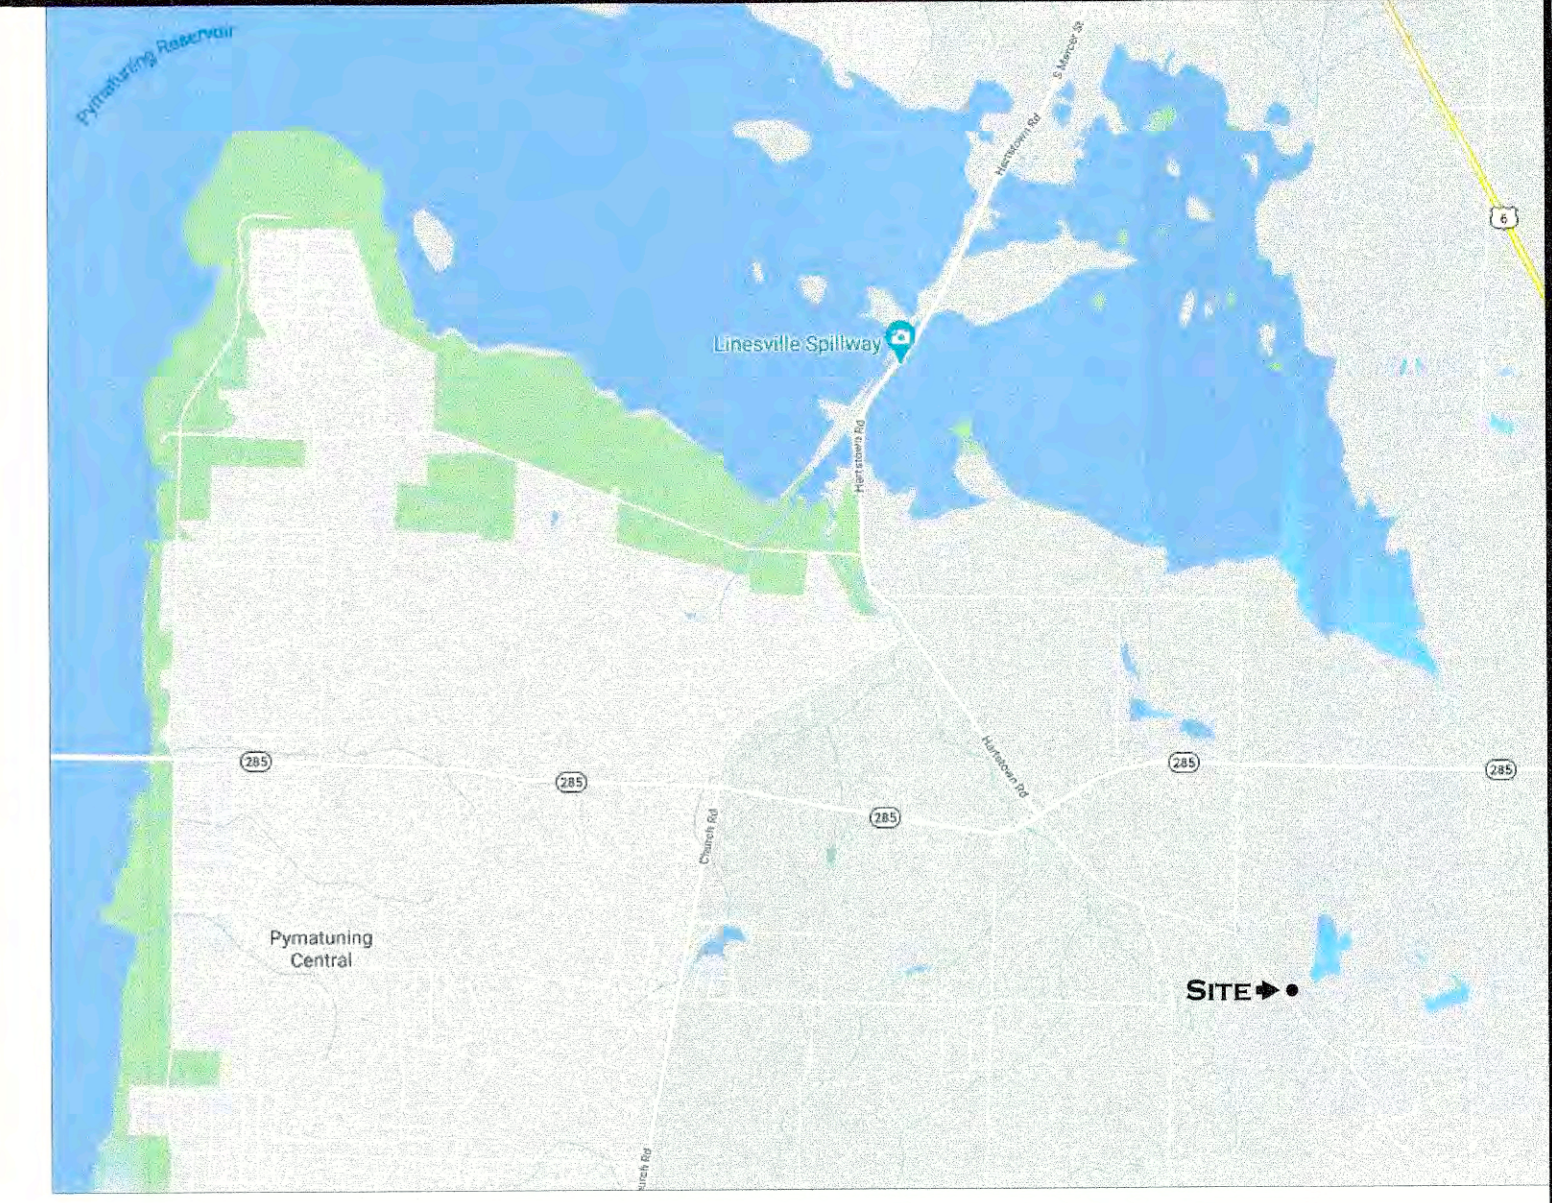 Pymatuning Reservoir
S Mercer St
Hartstown Rd
6
Linesville Spillway
Hartstown Rd
285
285
Hartstown Rd
285
285
285
Church Rd
Pymatuning
Central
SITE
urch Rd